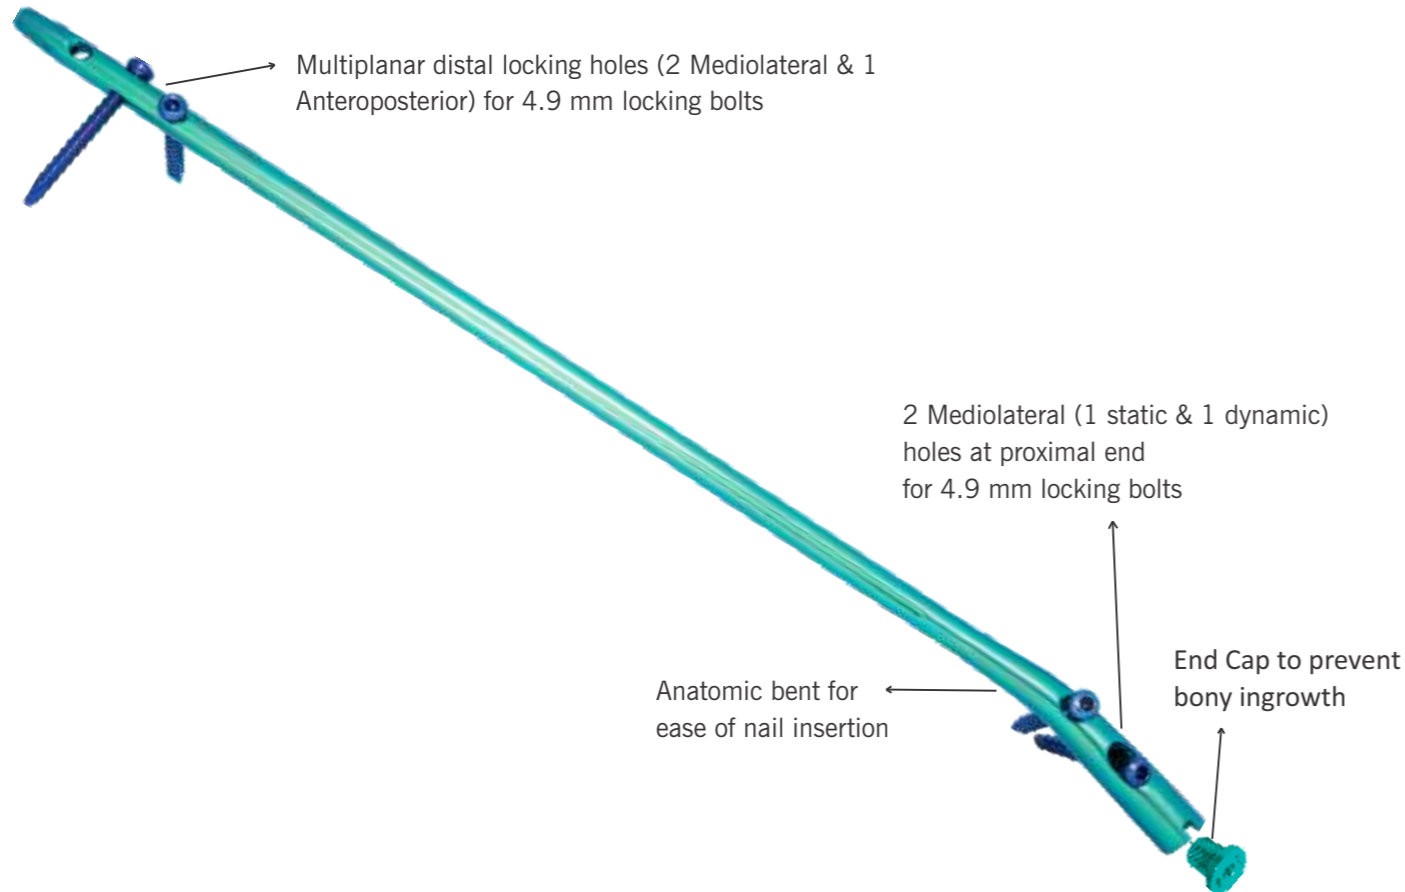 Multiplanar distal locking holes (2 Mediolateral & 1
Anteroposterior) for 4.9 mm locking bolts
2 Mediolateral (1 static & 1 dynamic)
holes at proximal end
for 4.9 mm locking bolts
End Cap to prevent
bony ingrowth
Anatomic bent for
ease of nail insertion